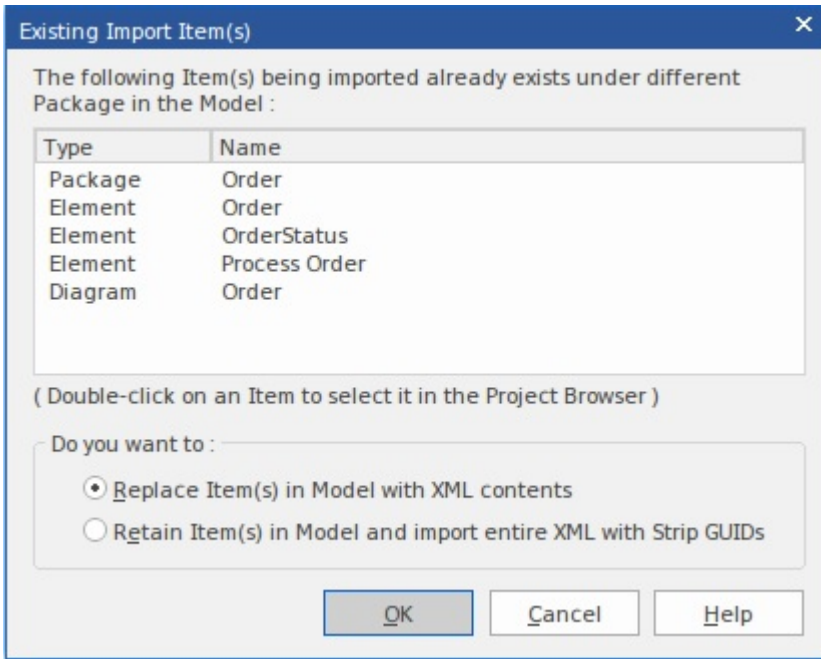 Existing Import Item(s)
The following Item(s) being imported already exists under different
Package in the Model :
Type Name
Package Order
Element Order
Element OrderStatus
Element Process Order
Diagram Order
( Double-click on an Item to select it in the Project Browser )
Do you want to :
Replace Item(s) in Model with XML contents
Retain Item(s) in Model and import entire XML with Strip GUIDs
OK Cancel Help